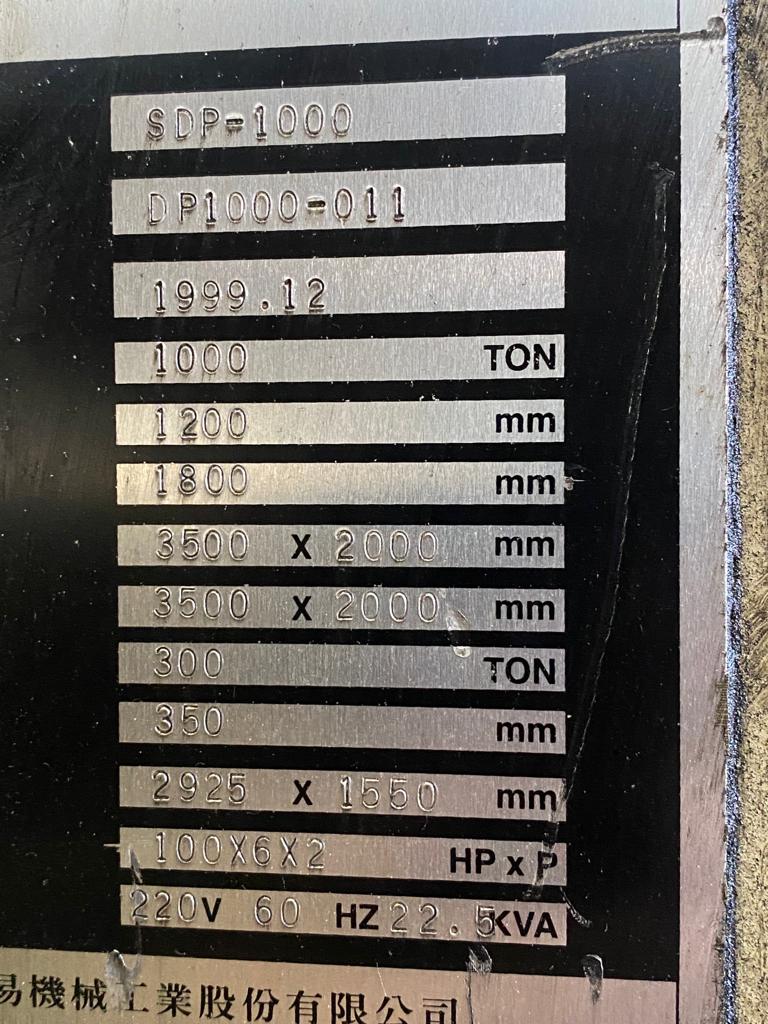 SDP-1000
DP1000-011
1999.12
1000 TON
1200 mm
1800 mm
3500 X 2000 mm
3500 X 2000 mm
300 TON
350 mm
2925 X 1550 mm
100X6X2 HP x P
220V 60 HZ 22.5KVA
易機械工業股份有限公司